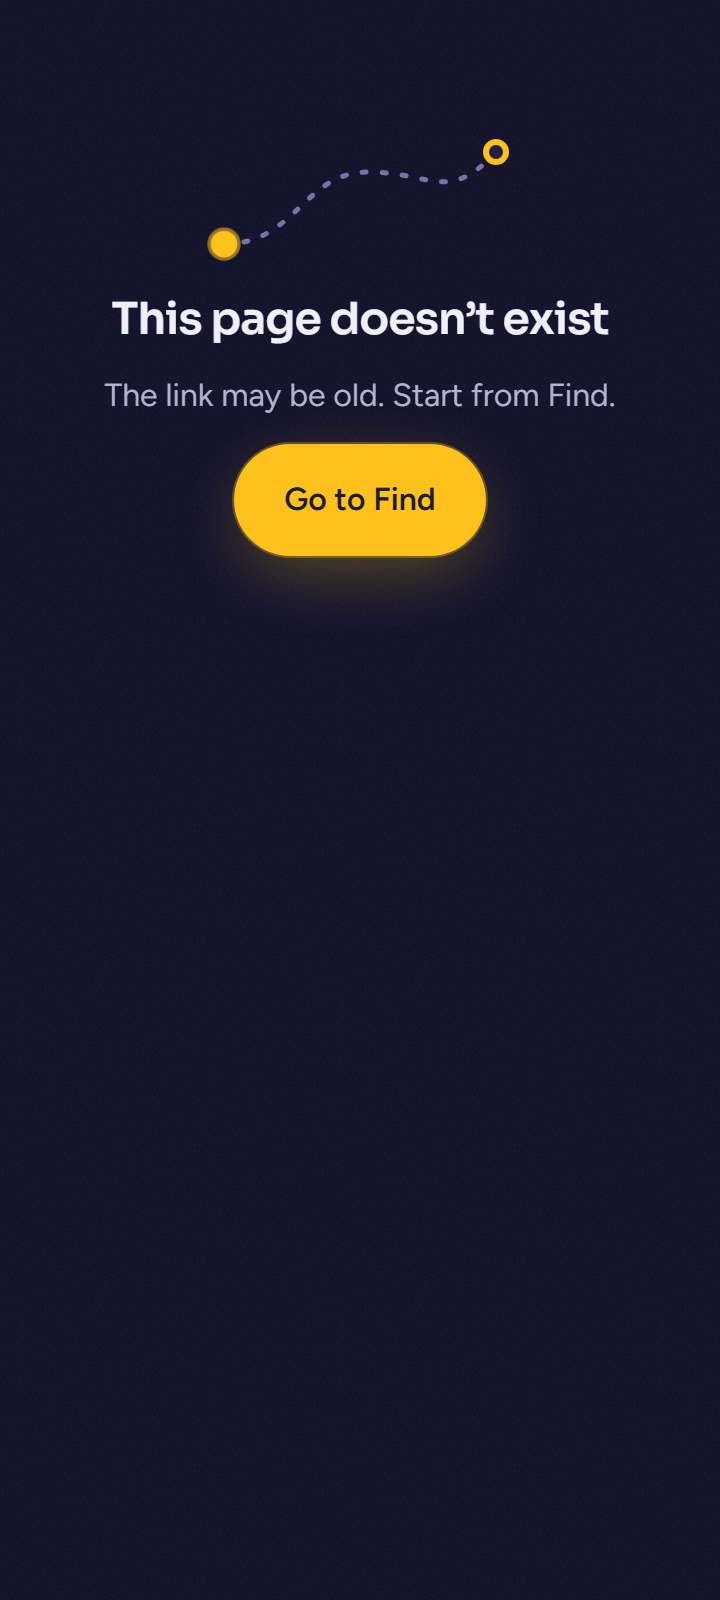 This page doesn’t exist
The link may be old. Start from Find.
Go to Find